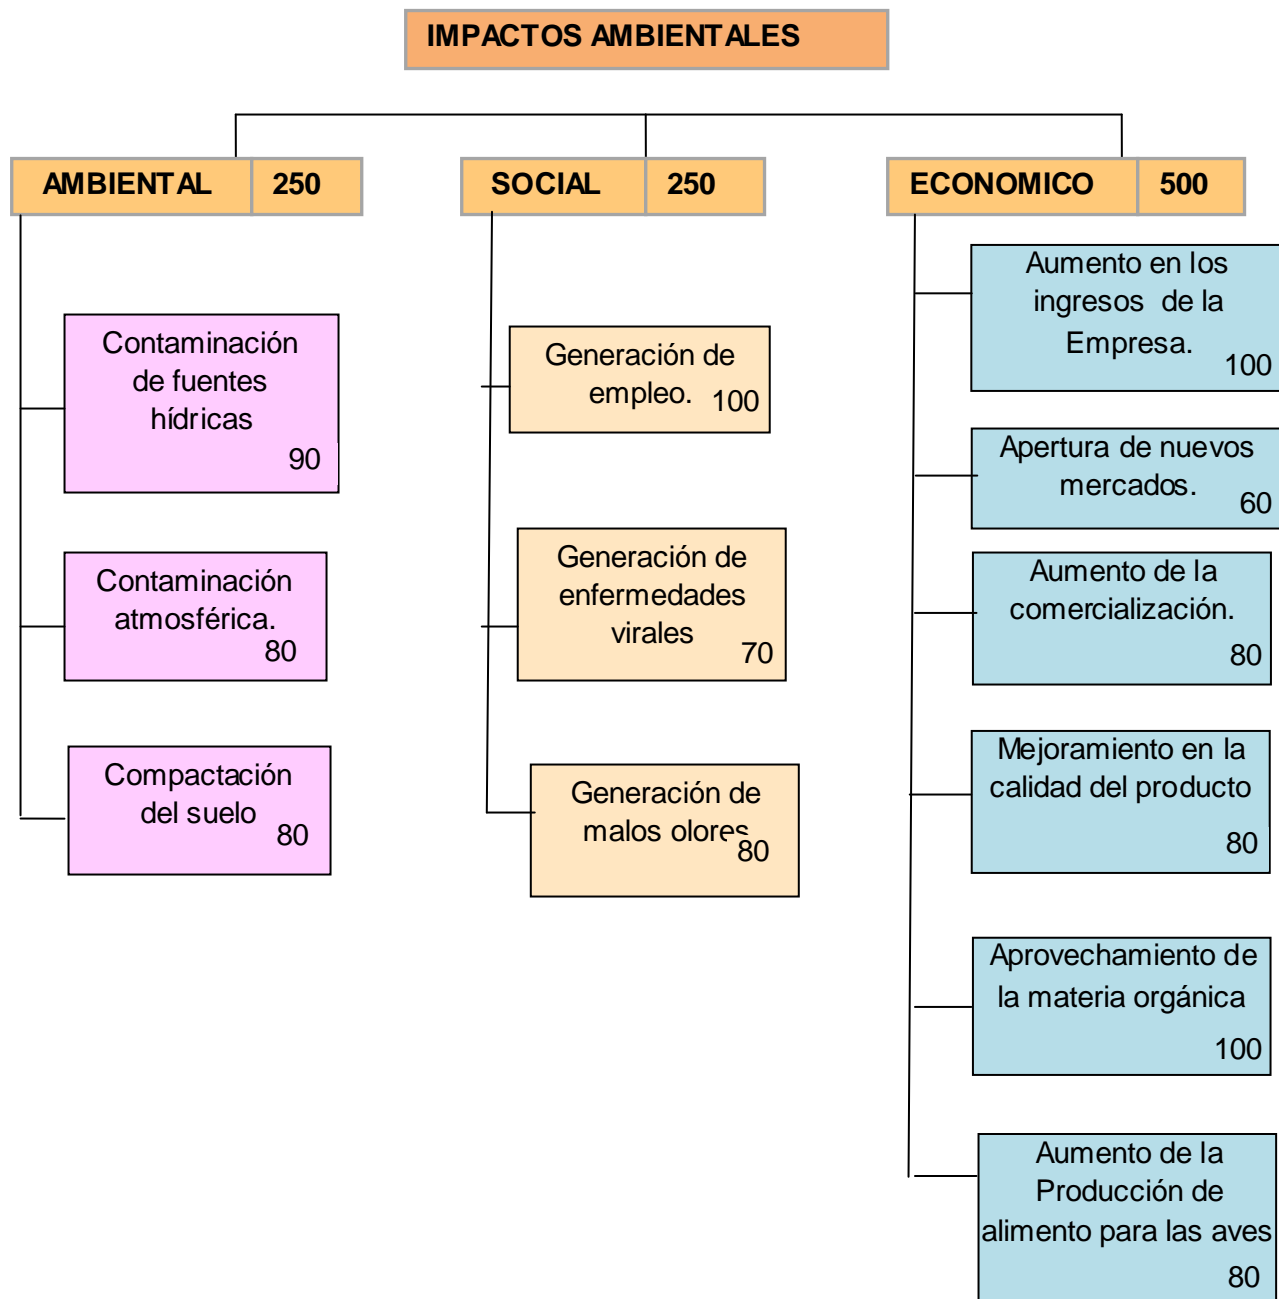 IMPACTOS AMBIENTALES
AMBIENTAL 250
Contaminación
de fuentes
hídricas
90
Contaminación
atmosférica.
80
Compactación
del suelo
80
SOCIAL 250
Generación de
empleo. 100
Generación de
enfermedades
virales
70
Generación de
malos olores
80
ECONOMICO 500
Aumento en los
ingresos de la
Empresa.
100
Apertura de nuevos
mercados.
60
Aumento de la
comercialización.
80
Mejoramiento en la
calidad del producto
80
Aprovechamiento de
la materia orgánica
100
Aumento de la
Producción de
alimento para las aves
80